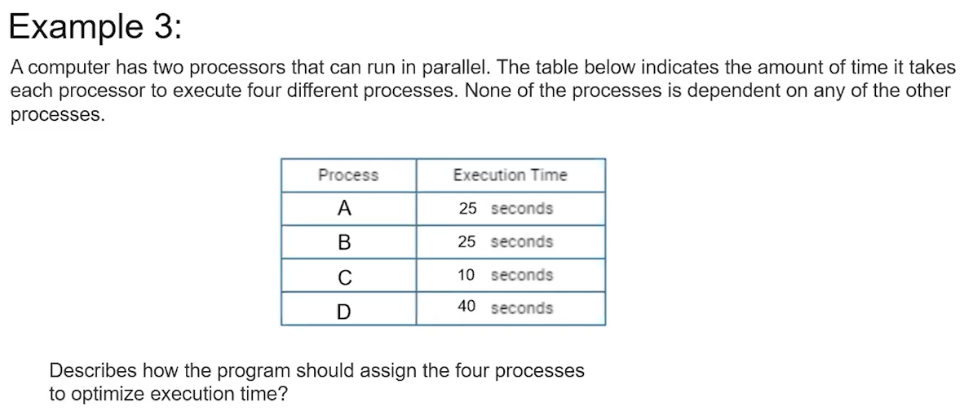 Example 3:
A computer has two processors that can run in parallel. The table below indicates the amount of time it takes
each processor to execute four different processes. None of the processes is dependent on any of the other
processes.
Process Execution Time
A 25 seconds
B 25 seconds
C 10 seconds
D 40 seconds
Describes how the program should assign the four processes
to optimize execution time?